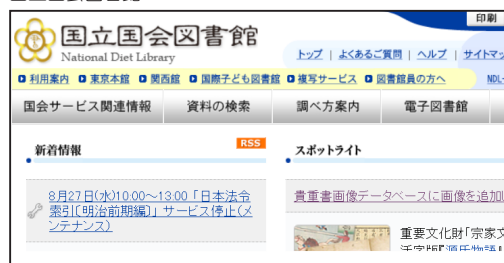 印刷
国立国会図書館
National Diet Library
トップ | よくあるご質問 | ヘルプ | サイトマッ
利用案内 東京本館 関西館 国際子ども図書館 複写サービス 図書館員の方へ NDL-
国会サービス関連情報 資料の検索 調べ方案内 電子図書館
新着情報 RSS スポットライト
8月27日(水)10:00～13:00「日本法令
索引〔明治前期編〕」サービス停止(メ
ンテナンス)
貴重書画像データベースに画像を追加
重要文化財「宗家文
活字版『源氏物語』